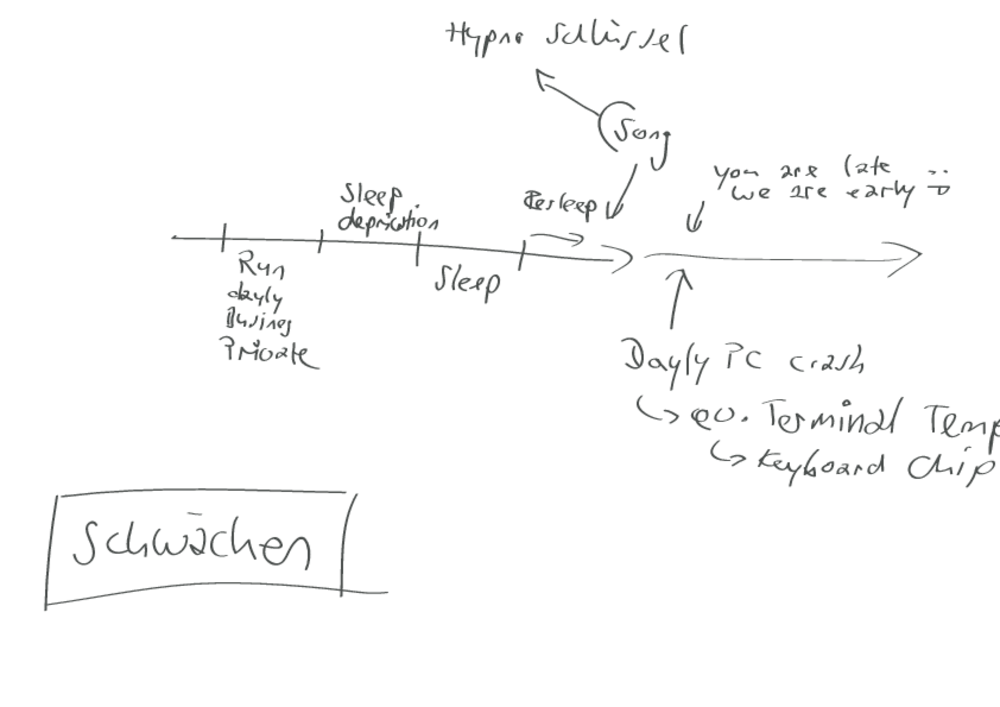 Hypno Schlüssel
Song
you are late
we are early :D
Sleep
deprivation
Resleep
Run
dayly
Busines
Private
Sleep
Dayly PC crash
ev. Terminal Temp
Keyboard Chip
Schwächen